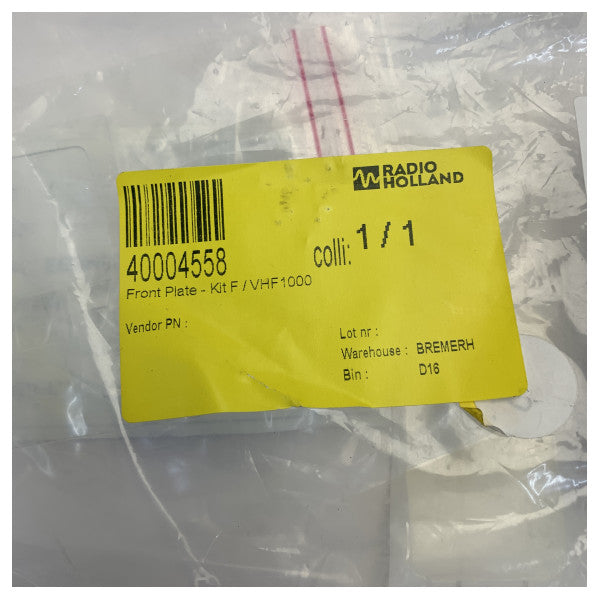 RADIO
HOLLAND
40004558
colli: 1 / 1
Front Plate - Kit F / VHF1000
Vendor PN :
Lot nr :
Warehouse : BREMERH
Bin : D16